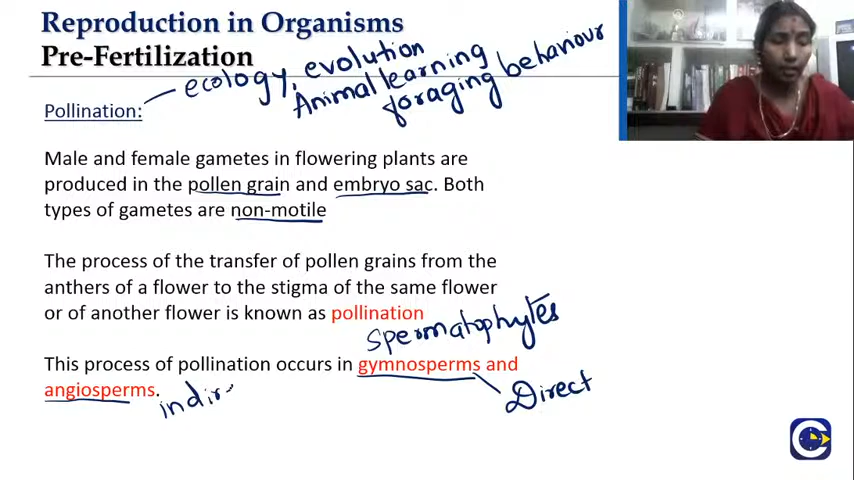 Reproduction in Organisms
Pre-Fertilization
ecology, evolution
Animal learning
foraging behaviour
Pollination:
Male and female gametes in flowering plants are
produced in the pollen grain and embryo sac. Both
types of gametes are non-motile
The process of the transfer of pollen grains from the
anthers of a flower to the stigma of the same flower
or of another flower is known as pollination
spermatophytes
This process of pollination occurs in gymnosperms and
angiosperms.
Direct
indir